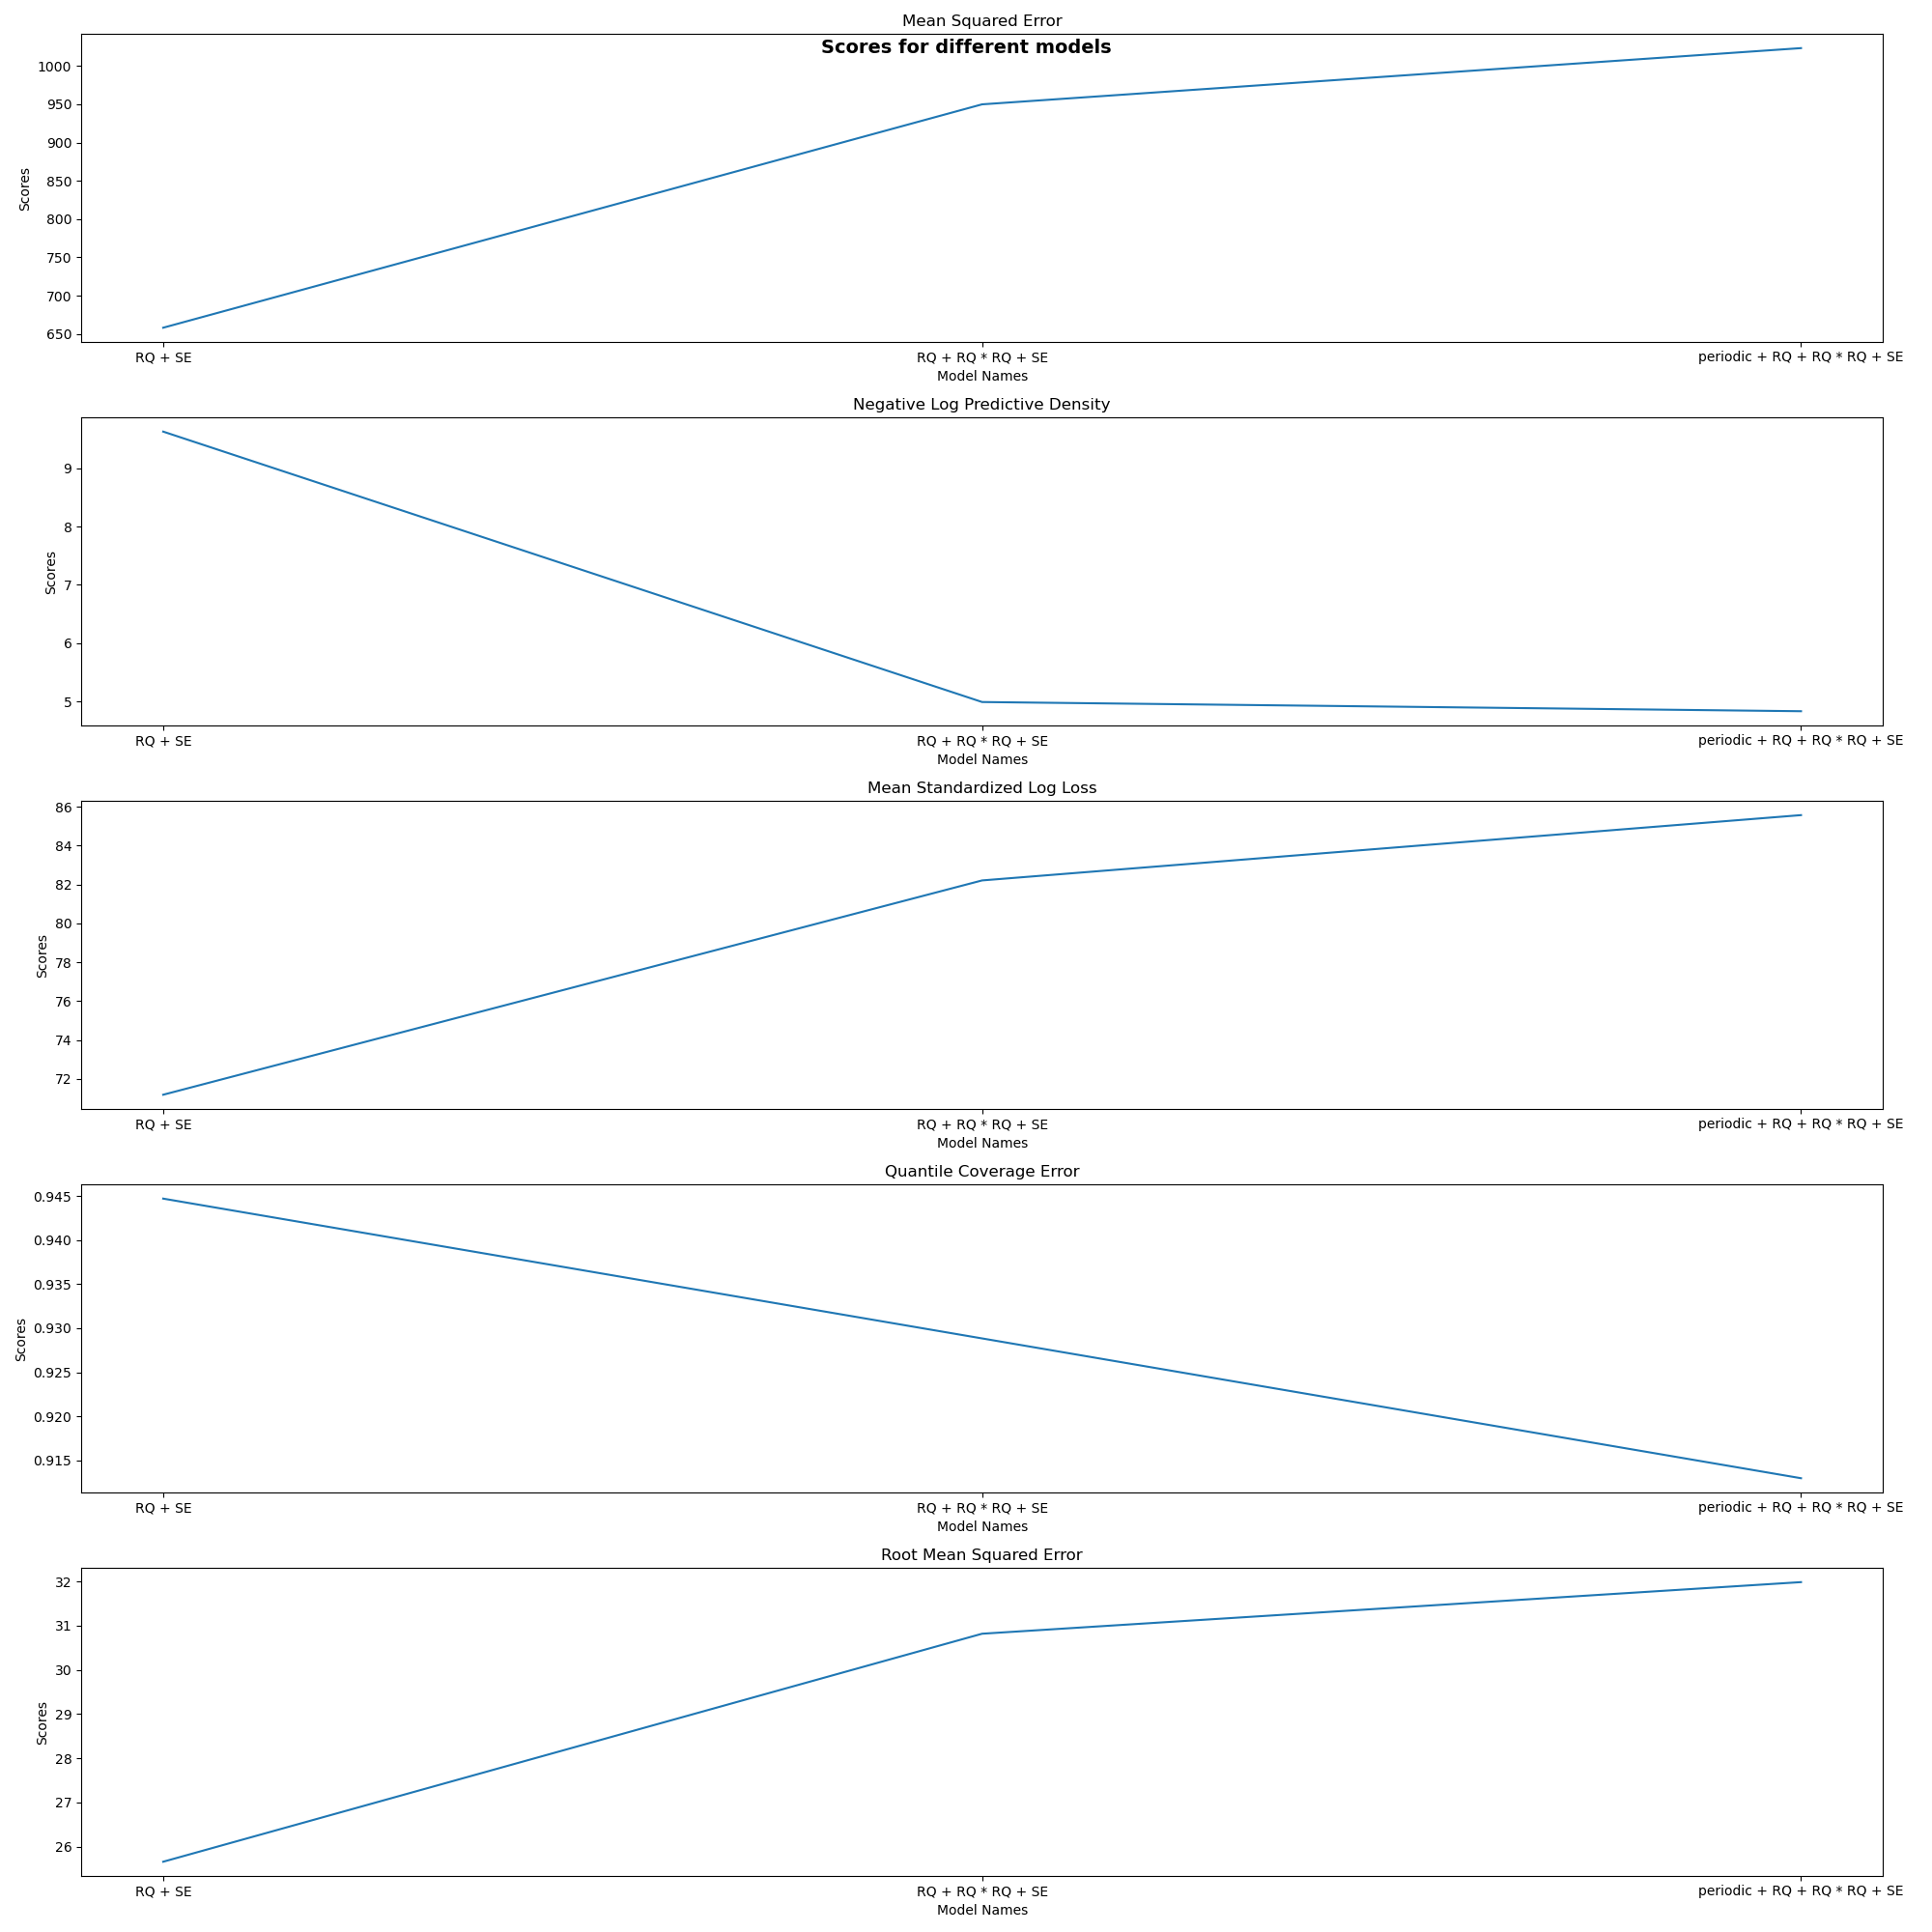 Mean Squared Error
Scores for different models
1000
950
900
850
800
750
700
650
Scores
RQ + SE
RQ + RQ * RQ + SE
periodic + RQ + RQ * RQ + SE
Model Names
Negative Log Predictive Density
9
8
7
6
5
Scores
RQ + SE
RQ + RQ * RQ + SE
periodic + RQ + RQ * RQ + SE
Model Names
Mean Standardized Log Loss
86
84
82
80
78
76
74
72
Scores
RQ + SE
RQ + RQ * RQ + SE
periodic + RQ + RQ * RQ + SE
Model Names
Quantile Coverage Error
0.945
0.940
0.935
0.930
0.925
0.920
0.915
Scores
RQ + SE
RQ + RQ * RQ + SE
periodic + RQ + RQ * RQ + SE
Model Names
Root Mean Squared Error
32
31
30
29
28
27
26
Scores
RQ + SE
RQ + RQ * RQ + SE
periodic + RQ + RQ * RQ + SE
Model Names